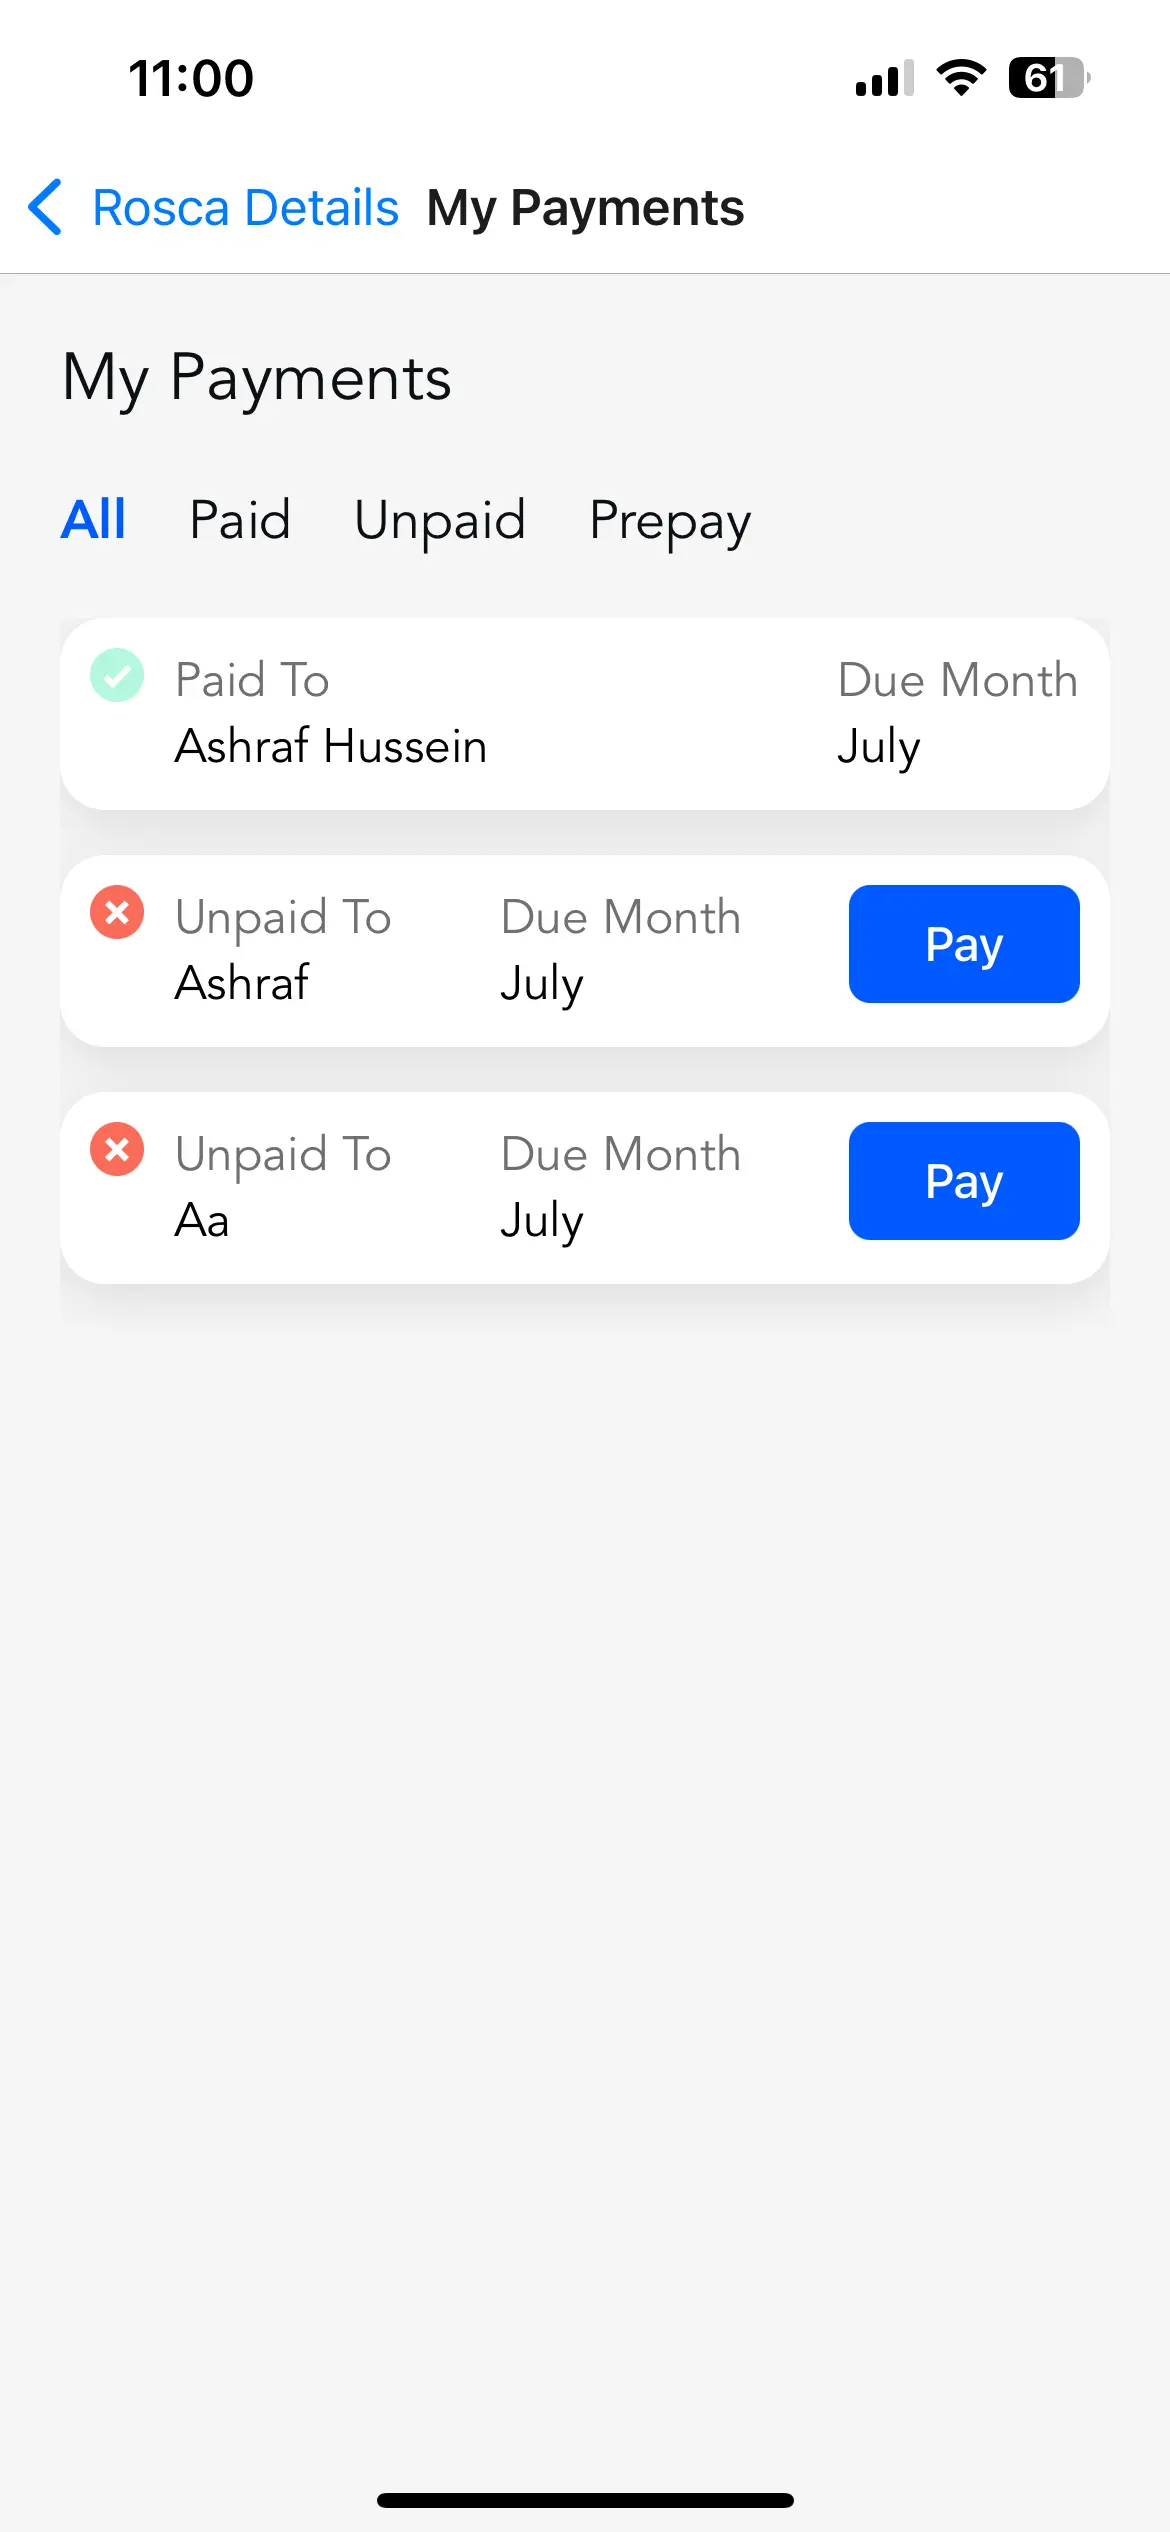 11:00
61
Rosca Details My Payments
My Payments
All Paid Unpaid Prepay
Paid To Due Month
Ashraf Hussein July
Unpaid To Due Month Pay
Ashraf July
Unpaid To Due Month Pay
Aa July